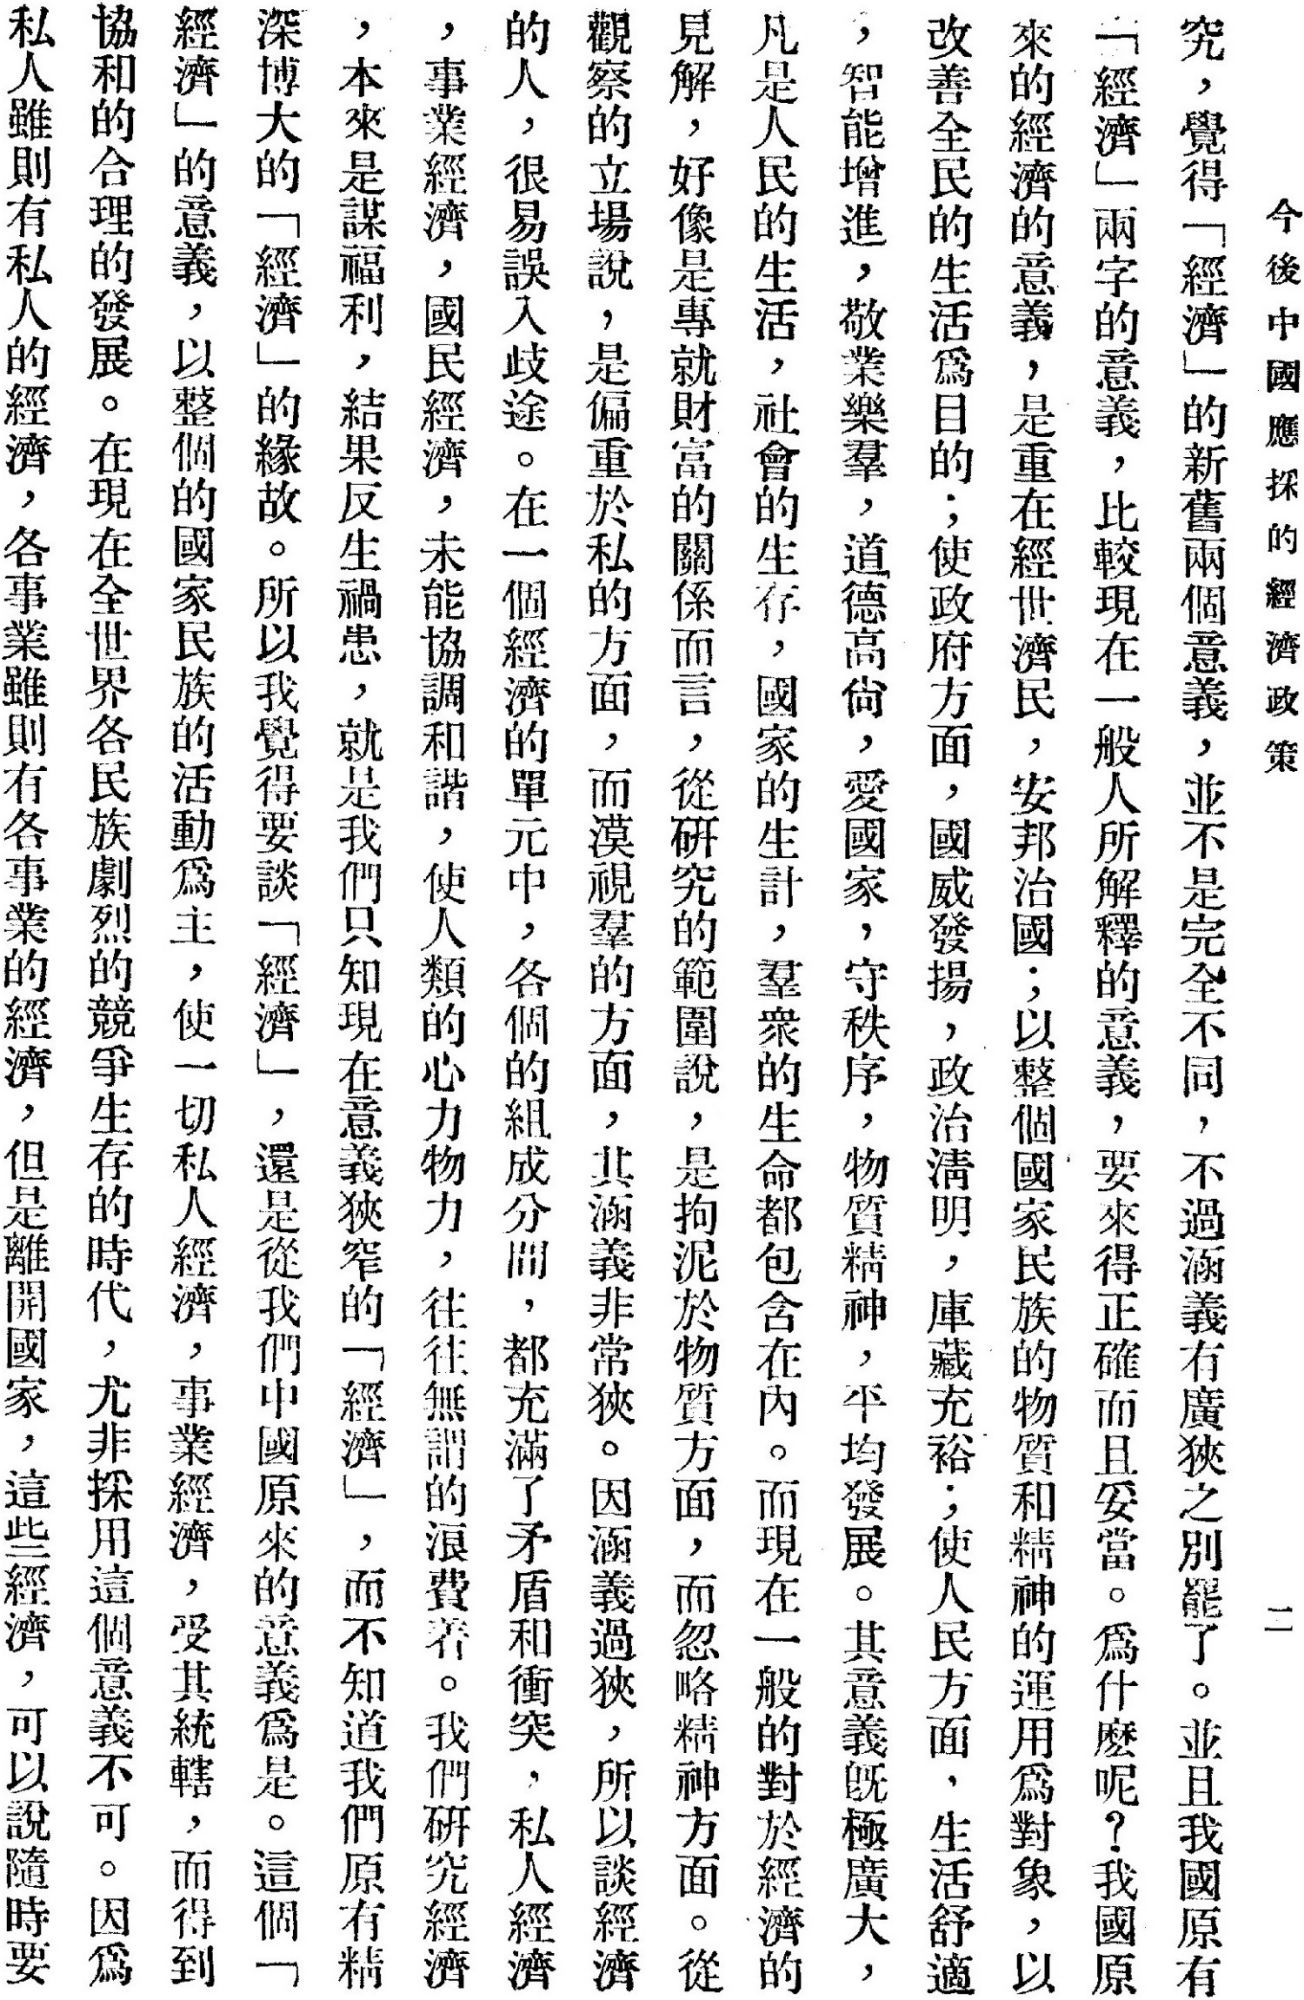 今後中國應採的經濟政策
二
究，覺得「經濟」的新舊兩個意義，並不是完全不同，不過涵義有廣狹之別罷了。並且我國原有
「經濟」兩字的意義，比較現在一般人所解釋的意義，要來得正確而且妥當。爲什麽呢？我國原
來的經濟的意義，是重在經世濟民，安邦治國；以整個國家民族的物質和精神的運用爲對象，以
改善全民的生活爲目的；使政府方面，國威發揚，政治淸明，庫藏充裕；使人民方面，生活舒適
，智能增進，敬業樂羣，道德高尙，愛國家，守秩序，物質精神，平均發展。其意義旣極廣大，
凡是人民的生活，社會的生存，國家的生計，羣衆的生命都包含在內。而現在一般的對於經濟的
見解，好像是專就財富的關係而言，從研究的範圍說，是拘泥於物質方面，而忽略精神方面。從
觀察的立場說，是偏重於私的方面，而漠視羣的方面，其涵義非常狹。因涵義過狹，所以談經濟
的人，很易誤入歧途。在一個經濟的單元中，各個的組成分間，都充滿了矛盾和衝突，私人經濟
，事業經濟，國民經濟，未能協調和諧，使人類的心力物力，往往無謂的浪費着。我們研究經濟
，本來是謀福利，結果反生禍患，就是我們只知現在意義狹窄的「經濟」，而不知道我們原有精
深博大的「經濟」的緣故。所以我覺得要談「經濟」，還是從我們中國原來的意義爲是。這個「
經濟」的意義，以整個的國家民族的活動爲主，使一切私人經濟，事業經濟，受其統轄，而得到
協和的合理的發展。在現在全世界各民族劇烈的競爭生存的時代，尤非採用這個意義不可。因爲
私人雖則有私人的經濟，各事業雖則有各事業的經濟，但是離開國家，這些經濟，可以說隨時要